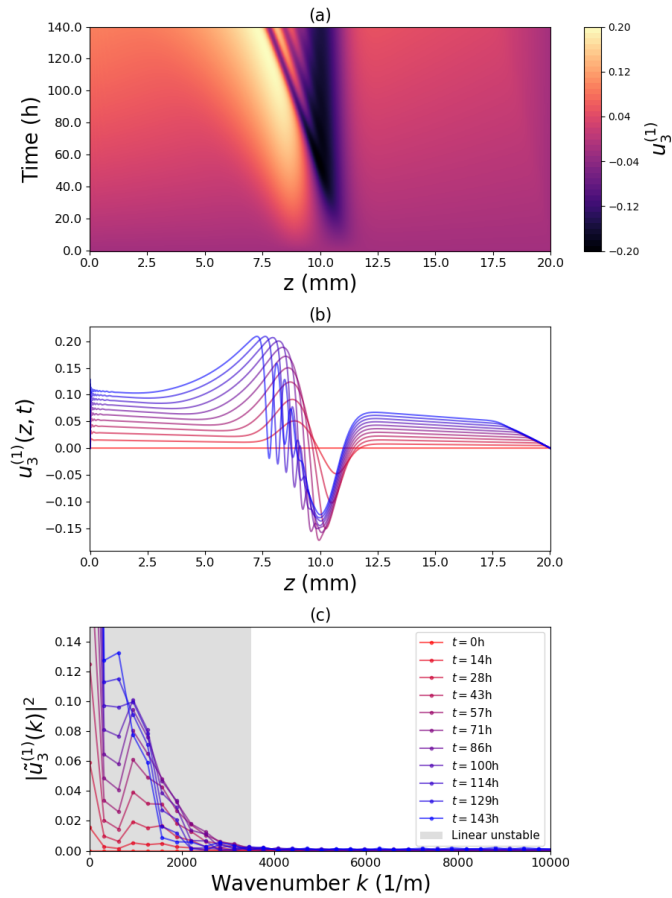 (a)
140.0
120.0
100.0
80.0
60.0
40.0
20.0
0.0
Time (h)
0.0 2.5 5.0 7.5 10.0 12.5 15.0 17.5 20.0
z (mm)
0.20
0.12
0.04
−0.04
−0.12
−0.20
u₃⁽¹⁾
(b)
0.20
0.15
0.10
0.05
0.00
−0.05
−0.10
−0.15
u₃⁽¹⁾(z, t)
0.0 2.5 5.0 7.5 10.0 12.5 15.0 17.5 20.0
z (mm)
(c)
0.14
0.12
0.10
0.08
0.06
0.04
0.02
0.00
|ũ₃⁽¹⁾(k)|²
0 2000 4000 6000 8000 10000
Wavenumber k (1/m)
t = 0h
t = 14h
t = 28h
t = 43h
t = 57h
t = 71h
t = 86h
t = 100h
t = 114h
t = 129h
t = 143h
Linear unstable